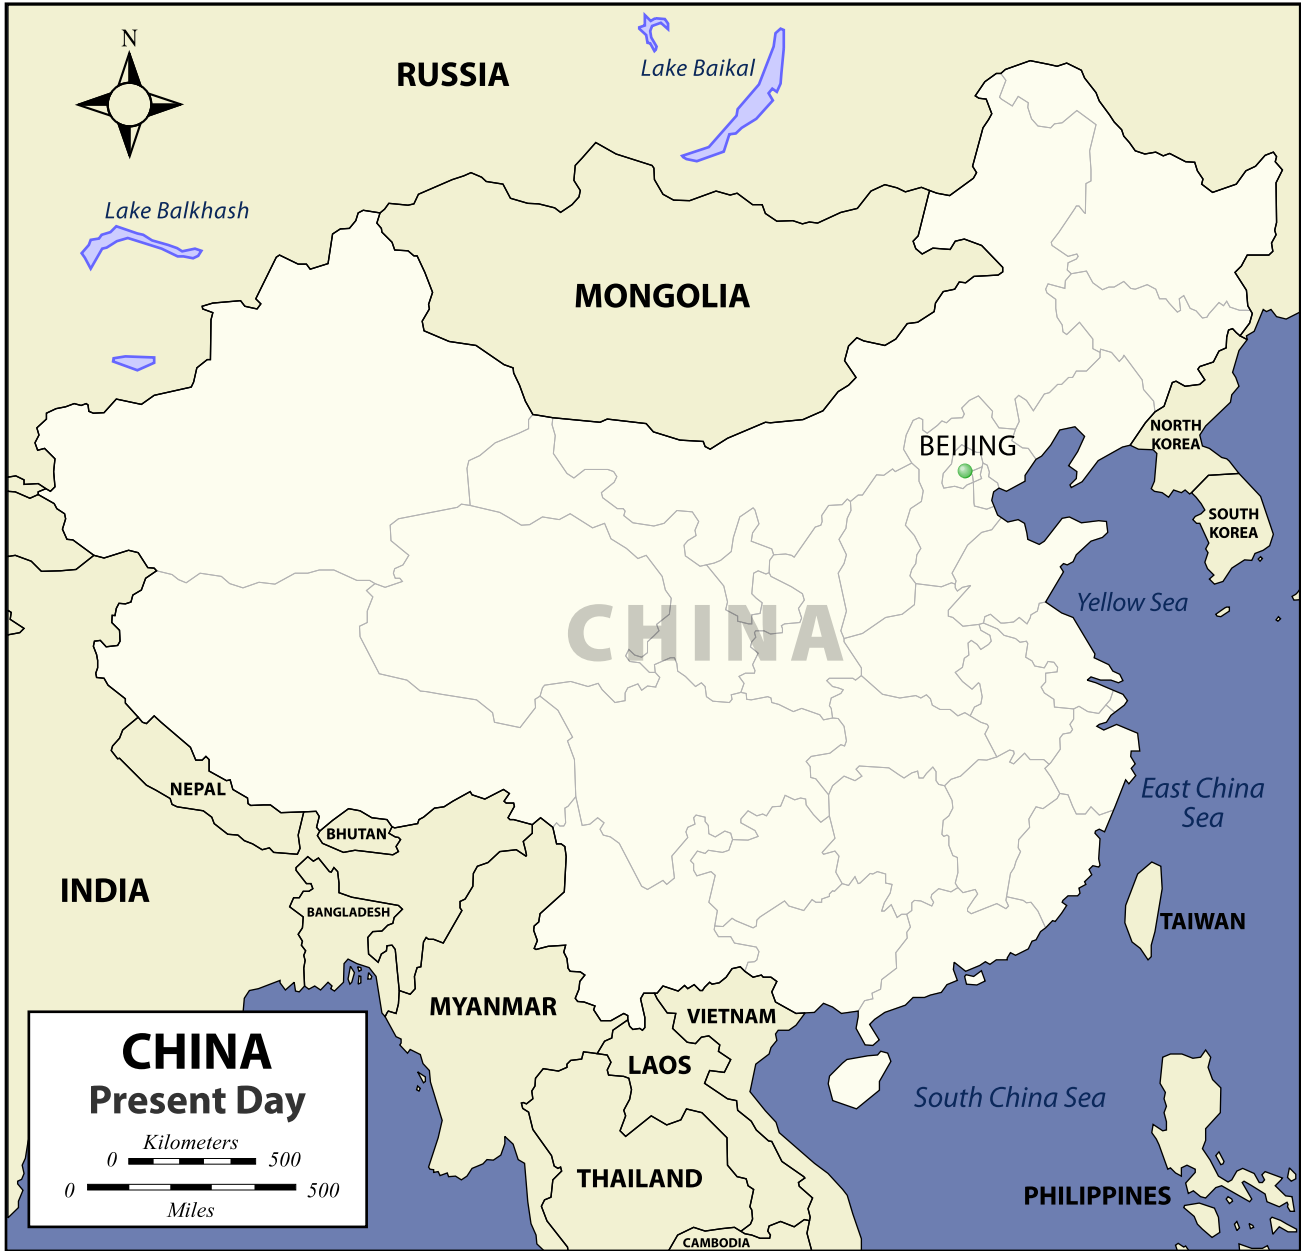 N
RUSSIA
Lake Baikal
Lake Balkhash
MONGOLIA
BEIJING
NORTH
KOREA
SOUTH
KOREA
CHINA
Yellow Sea
NEPAL
BHUTAN
East China
Sea
INDIA
BANGLADESH
TAIWAN
MYANMAR
VIETNAM
LAOS
South China Sea
THAILAND
PHILIPPINES
CAMBODIA
CHINA
Present Day
Kilometers
0 500
0 500
Miles